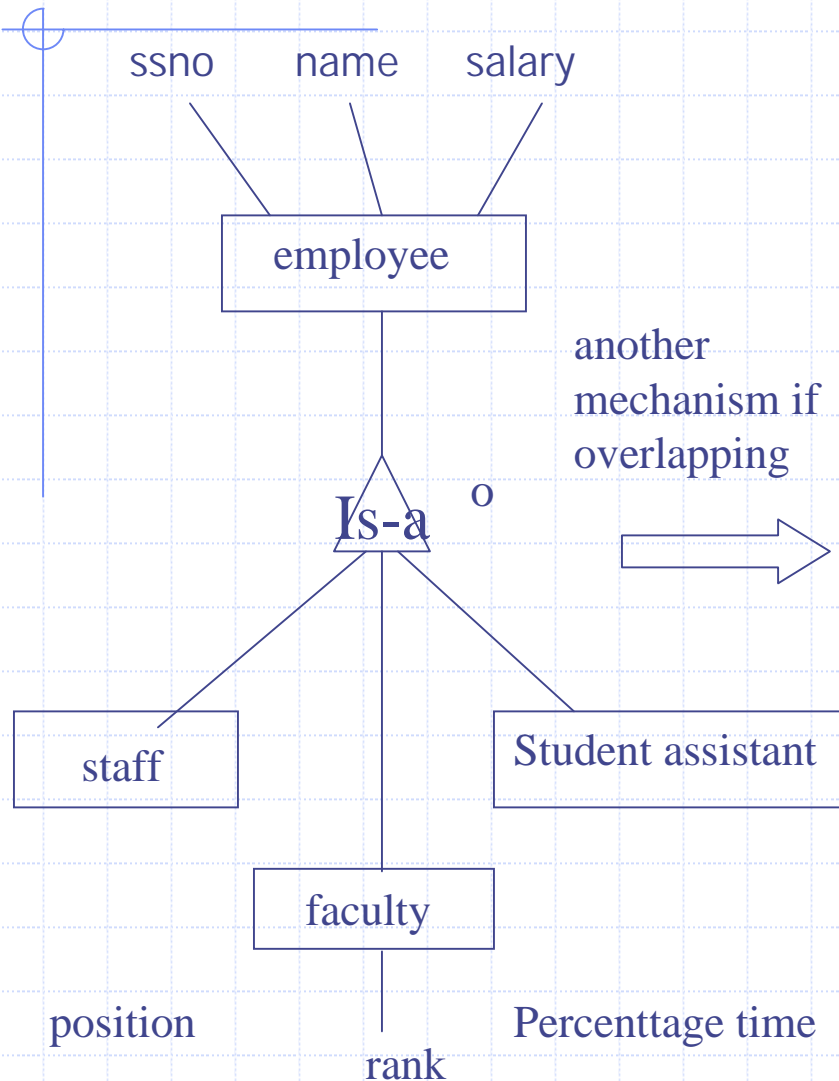 ssno name salary
employee
another
mechanism if
overlapping
Is-a o
staff
Student assistant
faculty
position
Percenttage time
rank